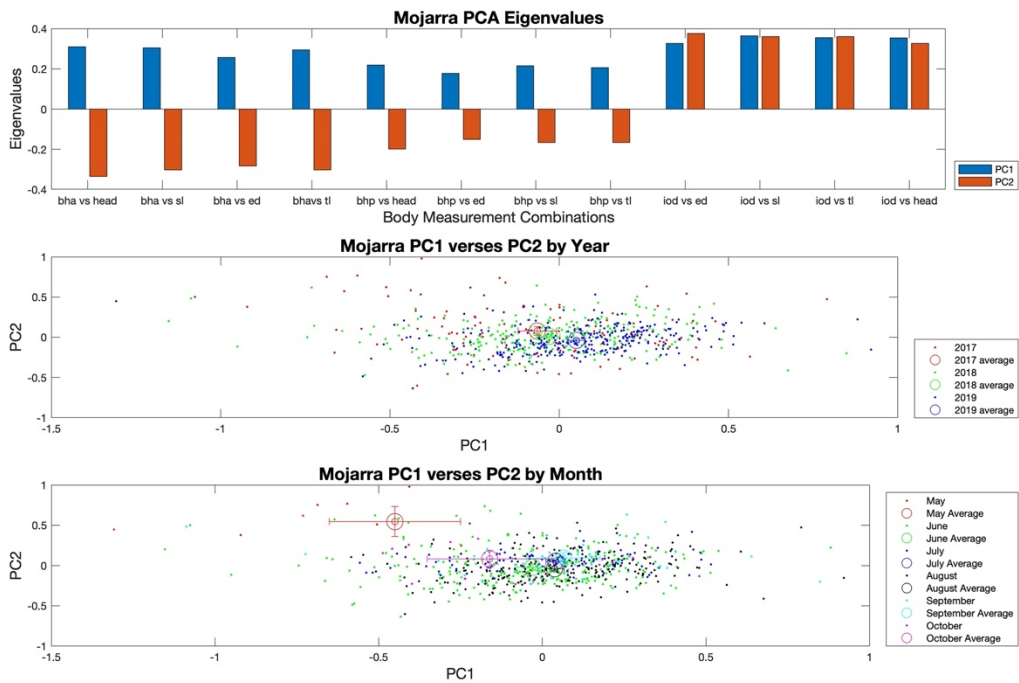 Mojarra PCA Eigenvalues
0.4
0.2
0
-0.2
-0.4
Eigenvalues
bha vs head bha vs sl bha vs ed bhavs tl bhp vs head bhp vs ed bhp vs sl bhp vs tl iod vs ed iod vs sl iod vs tl iod vs head
Body Measurement Combinations
PC1
PC2
Mojarra PC1 verses PC2 by Year
1
0.5
0
-0.5
-1
PC2
-1.5 -1 -0.5 0 0.5 1
PC1
2017
2017 average
2018
2018 average
2019
2019 average
Mojarra PC1 verses PC2 by Month
1
0.5
0
-0.5
-1
PC2
-1.5 -1 -0.5 0 0.5 1
PC1
May
May Average
June
June Average
July
July Average
August
August Average
September
September Average
October
October Average